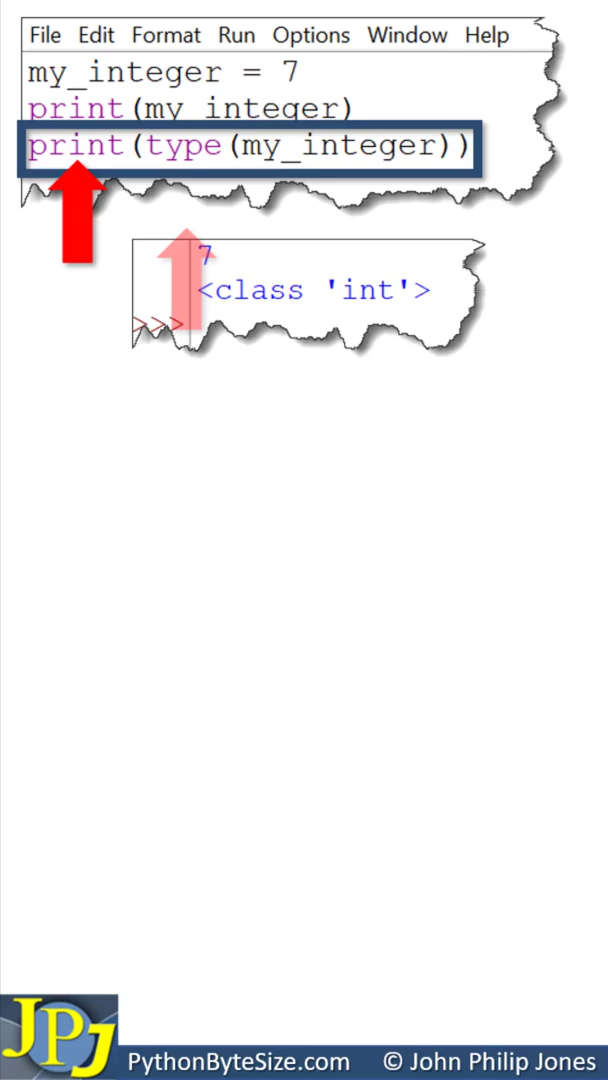 File Edit Format Run Options Window Help
my_integer = 7
print(my_integer)
print(type(my_integer))
7
<class 'int'>
>>>
JPJ
PythonByteSize.com © John Philip Jones